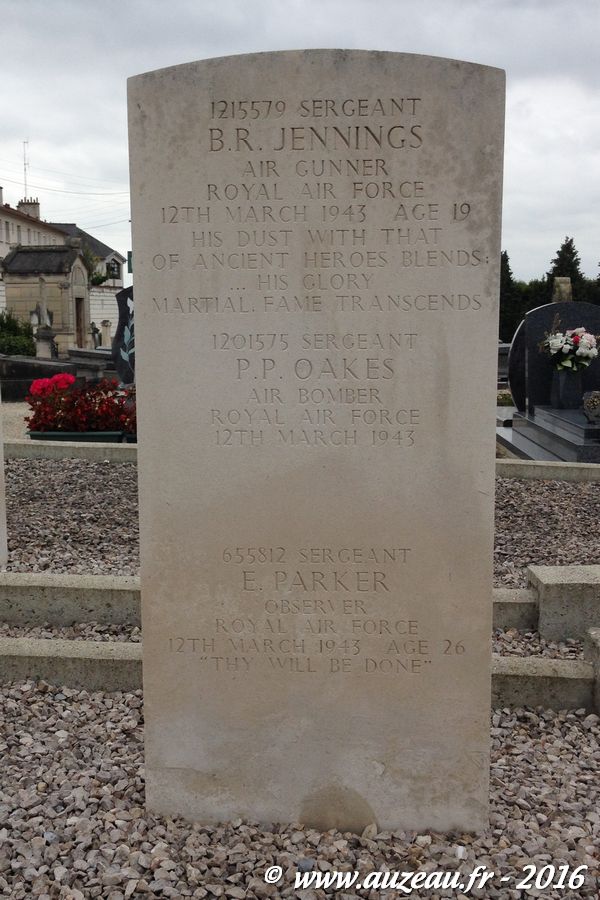 1215579 SERGEANT
B.R. JENNINGS
AIR GUNNER
ROYAL AIR FORCE
12TH MARCH 1943 AGE 19
HIS DUST WITH THAT
OF ANCIENT HEROES BLENDS:
... HIS GLORY
MARTIAL FAME TRANSCENDS
1201575 SERGEANT
P.P. OAKES
AIR BOMBER
ROYAL AIR FORCE
12TH MARCH 1943
655812 SERGEANT
E. PARKER
OBSERVER
ROYAL AIR FORCE
12TH MARCH 1943 AGE 26
"THY WILL BE DONE"
©www.auzeau.fr - 2016